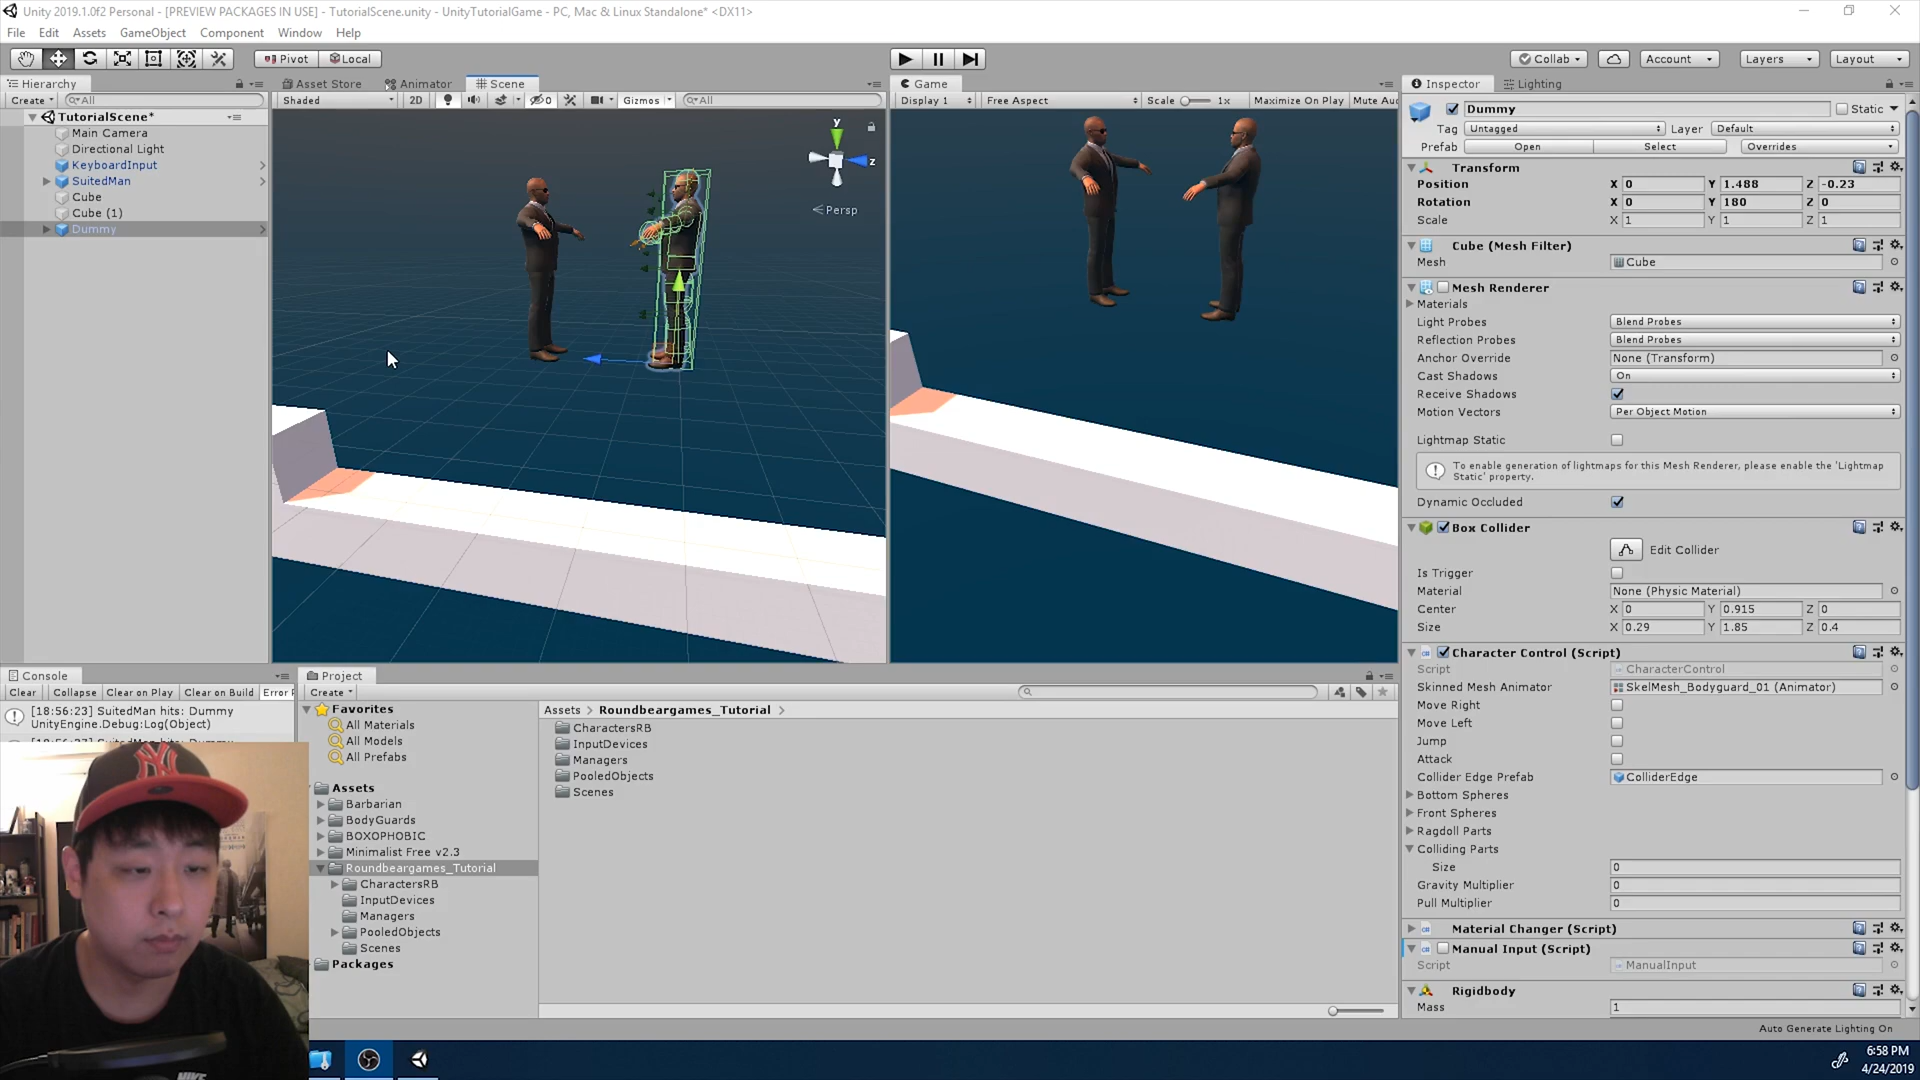 Unity 2019.1.0f2 Personal - [PREVIEW PACKAGES IN USE] - TutorialScene.unity - UnityTutorialGame - PC, Mac & Linux Standalone* <DX11>
File Edit Assets GameObject Component Window Help
Pivot Local Collab Account Layers Layout
Hierarchy
Create All
TutorialScene*
Main Camera
Directional Light
KeyboardInput
SuitedMan
Cube
Cube (1)
Dummy
Asset Store Animator Scene
Shaded 2D 0 Gizmos All
y
z
Persp
Game
Display 1 Free Aspect Scale 1x Maximize On Play Mute Au
Inspector Lighting
Dummy Static
Tag Untagged Layer Default
Prefab Open Select Overrides
Transform
Position X 0 Y 1.488 Z -0.23
Rotation X 0 Y 180 Z 0
Scale X 1 Y 1 Z 1
Cube (Mesh Filter)
Mesh Cube
Mesh Renderer
Materials
Light Probes Blend Probes
Reflection Probes Blend Probes
Anchor Override None (Transform)
Cast Shadows On
Receive Shadows
Motion Vectors Per Object Motion
Lightmap Static
To enable generation of lightmaps for this Mesh Renderer, please enable the 'Lightmap
Static' property.
Dynamic Occluded
Box Collider
Edit Collider
Is Trigger
Material None (Physic Material)
Center X 0 Y 0.915 Z 0
Size X 0.29 Y 1.85 Z 0.4
Character Control (Script)
Script CharacterControl
Skinned Mesh Animator SkelMesh_Bodyguard_01 (Animator)
Move Right
Move Left
Jump
Attack
Collider Edge Prefab ColliderEdge
Bottom Spheres
Front Spheres
Ragdoll Parts
Colliding Parts
Size 0
Gravity Multiplier 0
Pull Multiplier 0
Material Changer (Script)
Manual Input (Script)
Script ManualInput
Rigidbody
Mass 1
Auto Generate Lighting On
Console
Clear Collapse Clear on Play Clear on Build Error
[18:56:23] SuitedMan hits: Dummy
UnityEngine.Debug:Log(Object)
Project
Create
Favorites
All Materials
All Models
All Prefabs
Assets
Barbarian
BodyGuards
BOXOPHOBIC
Minimalist Free v2.3
Roundbeargames_Tutorial
CharactersRB
InputDevices
Managers
PooledObjects
Scenes
Packages
Assets Roundbeargames_Tutorial
CharactersRB
InputDevices
Managers
PooledObjects
Scenes
NIKE
6:58 PM
4/24/2019